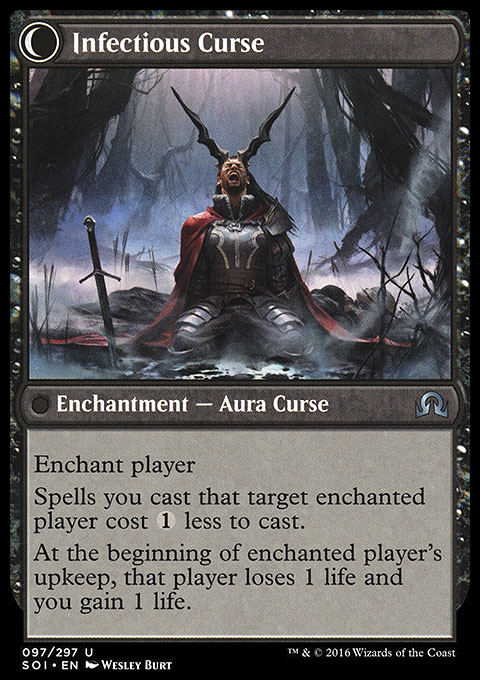 Infectious Curse
Enchantment — Aura Curse
Enchant player
Spells you cast that target enchanted
player cost 1 less to cast.
At the beginning of enchanted player's
upkeep, that player loses 1 life and
you gain 1 life.
097/297 U
SOI • EN Wesley Burt
™ & © 2016 Wizards of the Coast